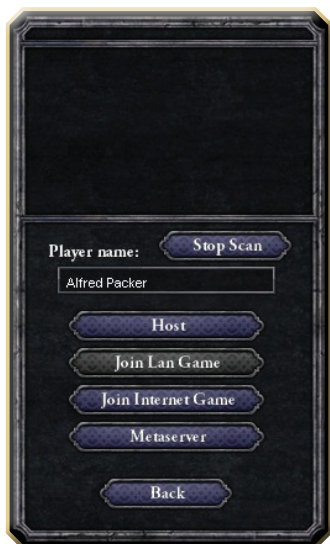 Stop Scan
Player name:
Alfred Packer
Host
Join Lan Game
Join Internet Game
Metaserver
Back